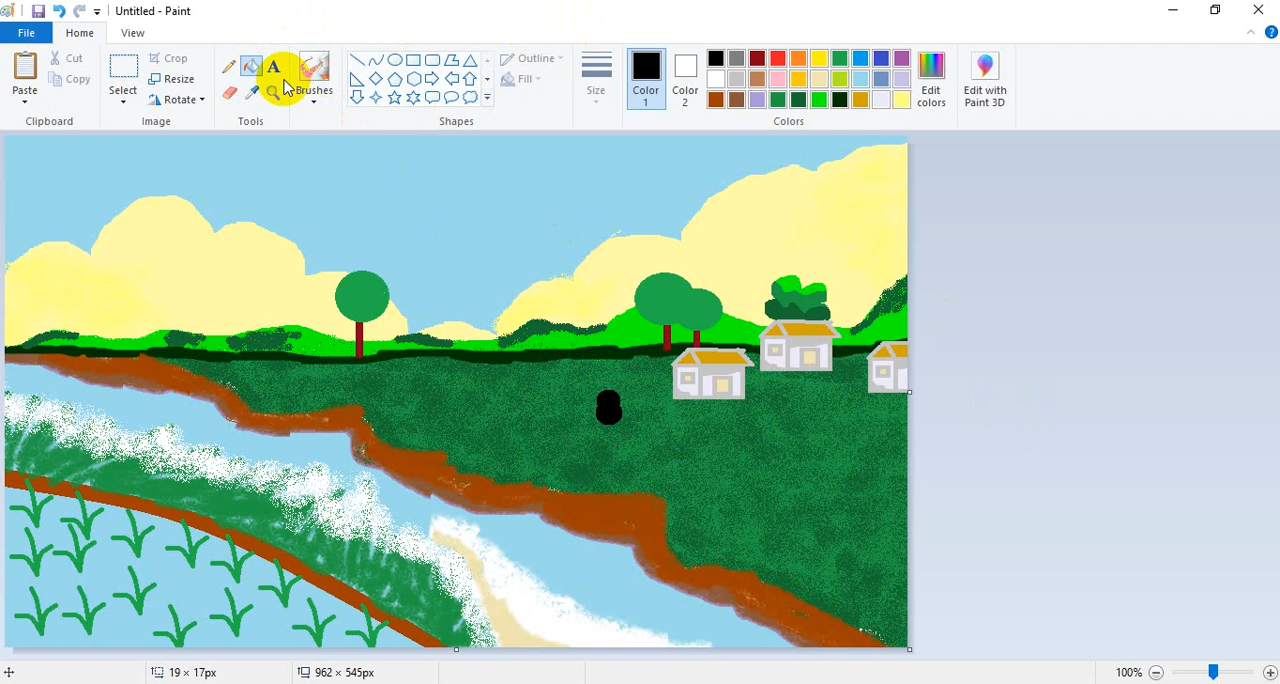 Untitled - Paint
File Home View
Paste
Cut
Copy
Clipboard
Select
Crop
Resize
Rotate
Image
A
Tools
Brushes
Shapes
Outline
Fill
Size
Color 1
Color 2
Colors
Edit colors
Edit with Paint 3D
19 × 17px
962 × 545px
100%